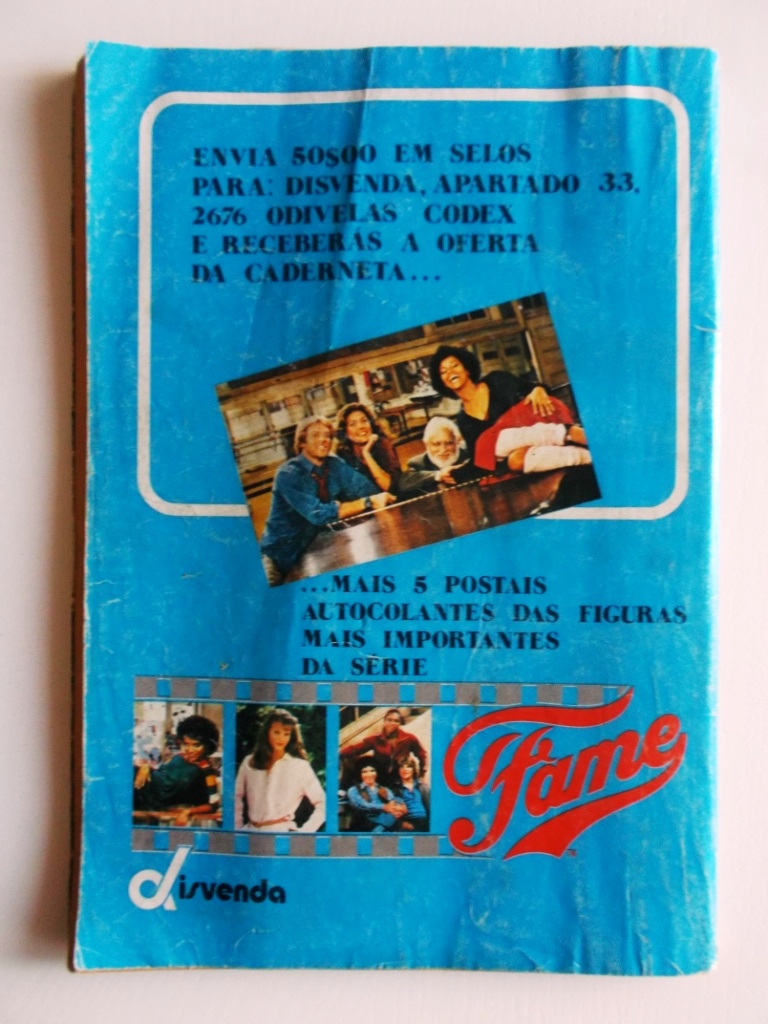 ENVIA 50$00 EM SELOS
PARA: DISVENDA, APARTADO 33,
2676 ODIVELAS CODEX
E RECEBERÁS A OFERTA
DA CADERNETA...
...MAIS 5 POSTAIS
AUTOCOLANTES DAS FIGURAS
MAIS IMPORTANTES
DA SÉRIE
Fame
TM
disvenda